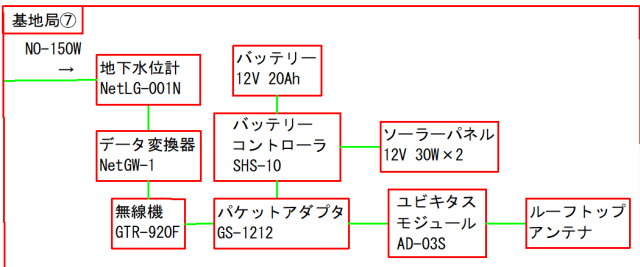 基地局⑦
NO-150W
→
地下水位計
NetLG-001N
バッテリー
12V 20Ah
データ変換器
NetGW-1
バッテリー
コントローラ
SHS-10
ソーラーパネル
12V 30W×2
無線機
GTR-920F
パケットアダプタ
GS-1212
ユビキタス
モジュール
AD-03S
ルーフトップ
アンテナ